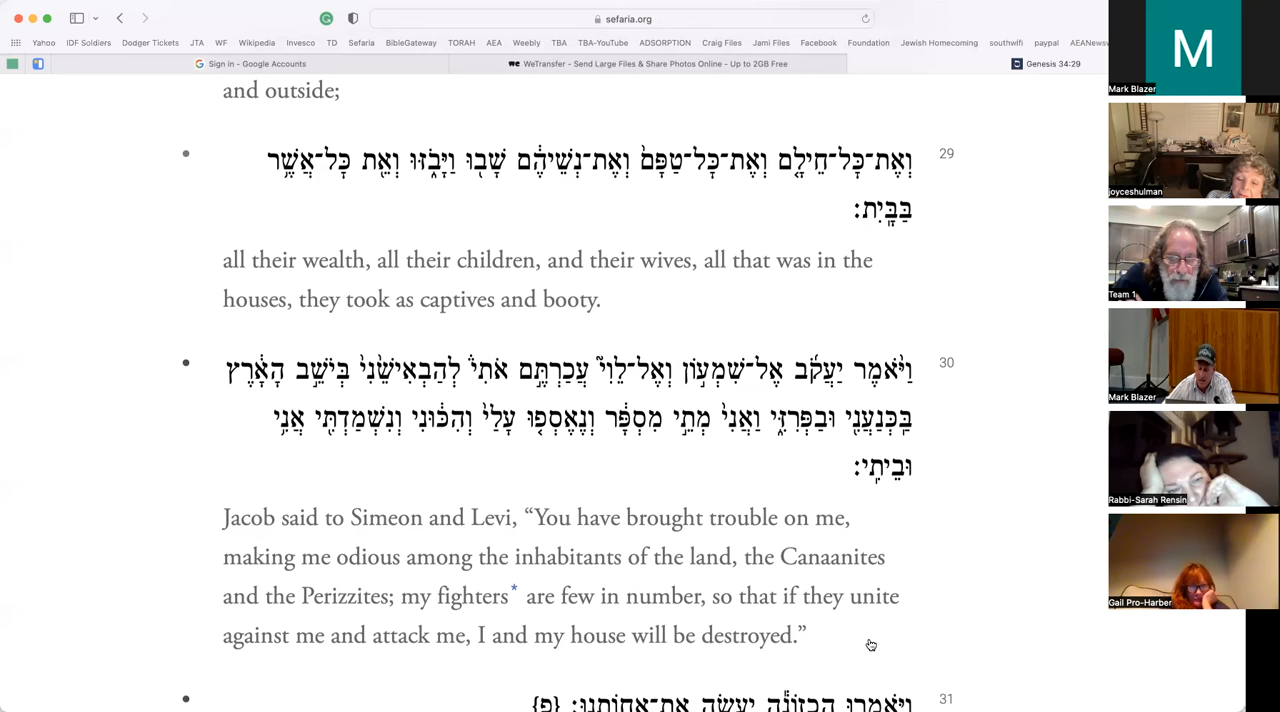 sefaria.org
Yahoo IDF Soldiers Dodger Tickets JTA WF Wikipedia Invesco TD Sefaria BibleGateway TORAH AEA Weebly TBA TBA-YouTube ADSORPTION Craig Files Jami Files Facebook Foundation Jewish Homecoming southwifi paypal AEANewsw
Sign in - Google Accounts
WeTransfer - Send Large Files & Share Photos Online - Up to 2GB Free
Genesis 34:29
and outside;
29
וְאֶת־כׇּל־חֵילָ֤ם וְאֶת־כׇּל־טַפָּם֙ וְאֶת־נְשֵׁיהֶ֔ם שָׁב֖וּ וַיָּבֹ֑זּוּ וְאֵ֖ת כׇּל־אֲשֶׁ֥ר
בַּבָּֽיִת׃
all their wealth, all their children, and their wives, all that was in the
houses, they took as captives and booty.
30
וַיֹּ֨אמֶר יַעֲקֹ֜ב אֶל־שִׁמְע֣וֹן וְאֶל־לֵוִי֮ עֲכַרְתֶּ֣ם אֹתִי֒ לְהַבְאִישֵׁ֙נִי֙ בְּיֹשֵׁ֣ב הָאָ֔רֶץ
בַּֽכְּנַעֲנִ֖י וּבַפְּרִזִּ֑י וַאֲנִי֙ מְתֵ֣י מִסְפָּ֔ר וְנֶאֶסְפ֤וּ עָלַי֙ וְהִכּ֔וּנִי וְנִשְׁמַדְתִּ֖י אֲנִ֥י
וּבֵיתִֽי׃
Jacob said to Simeon and Levi, “You have brought trouble on me,
making me odious among the inhabitants of the land, the Canaanites
and the Perizzites; my fighters* are few in number, so that if they unite
against me and attack me, I and my house will be destroyed.”
31
וַיֹּאמְר֑וּ הַכְזוֹנָ֕ה יַעֲשֶׂ֖ה אֶת־אֲחוֹתֵֽנוּ׃ {פ}
M
Mark Blazer
joyceshulman
Team 1
Mark Blazer
Rabbi-Sarah Rensin
Gail Pro-Harber